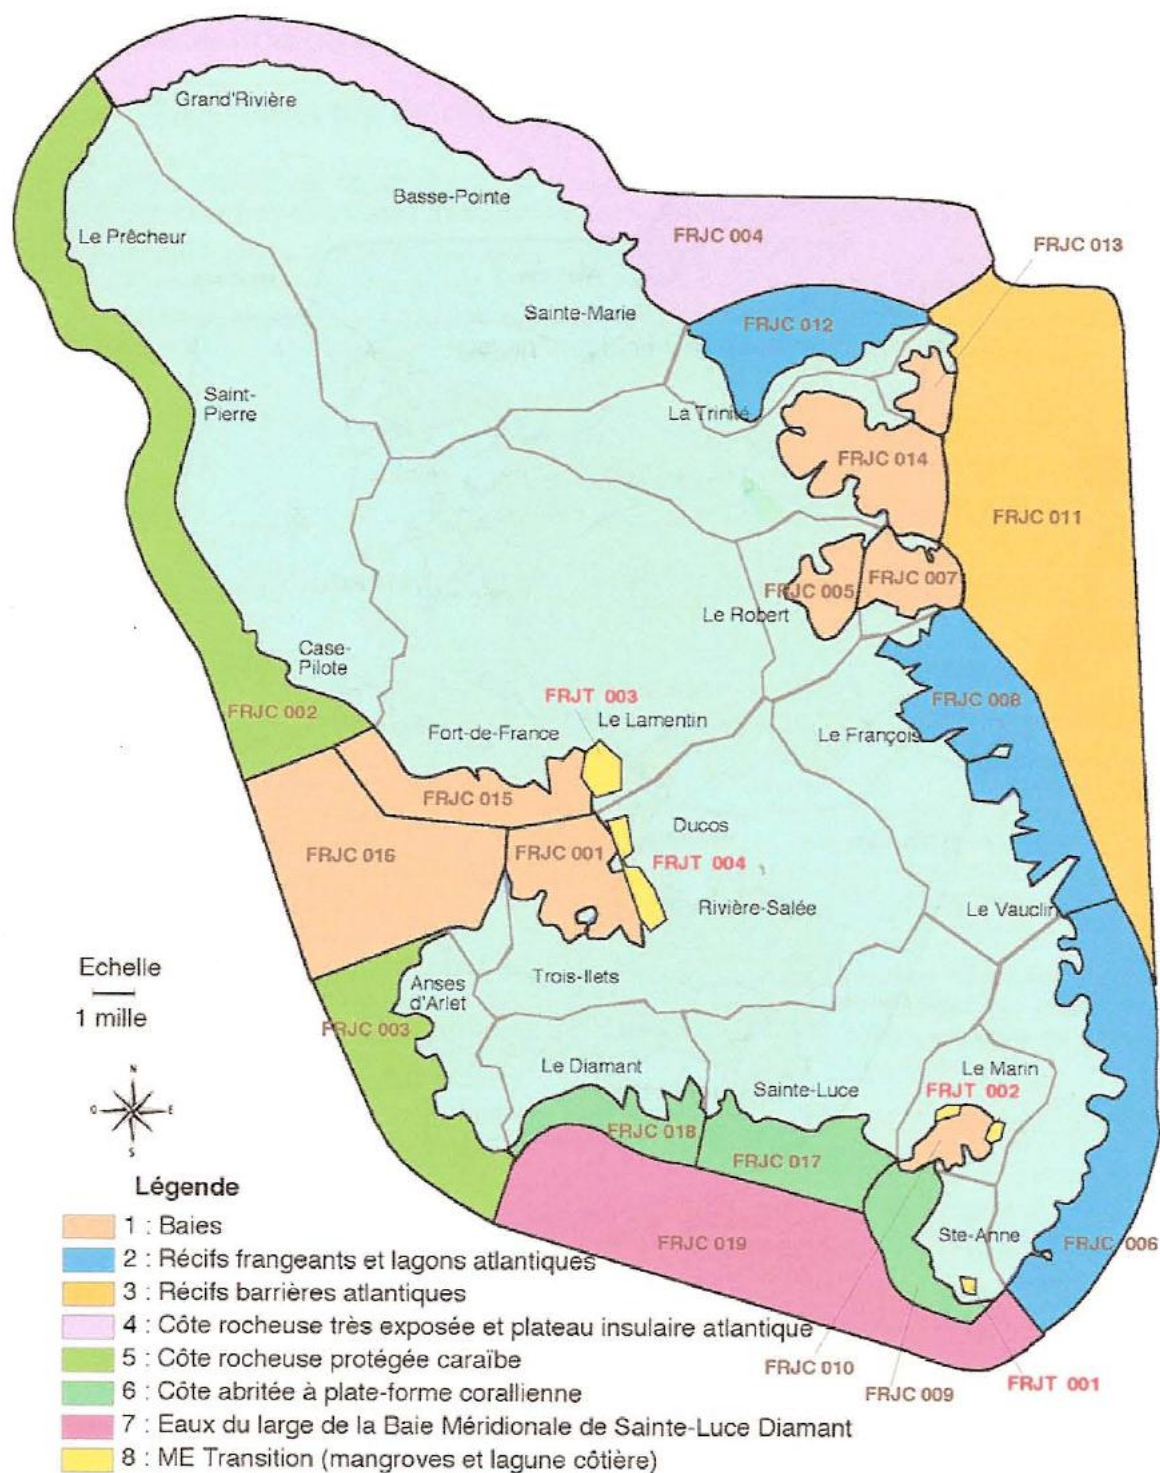 Grand'Rivière
Basse-Pointe
Le Prêcheur
FRJC 004
FRJC 013
Sainte-Marie
FRJC 012
Saint-
Pierre
La Trinité
FRJC 014
FRJC 011
FRJC 005
FRJC 007
Le Robert
Case-
Pilote
FRJT 003
FRJC 002
Le Lamentin
FRJC 008
Fort-de-France
Le François
FRJC 015
Ducos
FRJC 016
FRJC 001
FRJT 004
Rivière-Salée
Le Vauclin
Echelle
1 mille
Anses
d'Arlet
Trois-Ilets
FRJC 003
Le Diamant
Le Marin
Sainte-Luce
FRJT 002
N
O
E
S
FRJC 018
FRJC 017
Ste-Anne
FRJC 019
FRJC 006
FRJC 010
FRJC 009
FRJT 001
Légende
1 : Baies
2 : Récifs frangeants et lagons atlantiques
3 : Récifs barrières atlantiques
4 : Côte rocheuse très exposée et plateau insulaire atlantique
5 : Côte rocheuse protégée caraïbe
6 : Côte abritée à plate-forme corallienne
7 : Eaux du large de la Baie Méridionale de Sainte-Luce Diamant
8 : ME Transition (mangroves et lagune côtière)